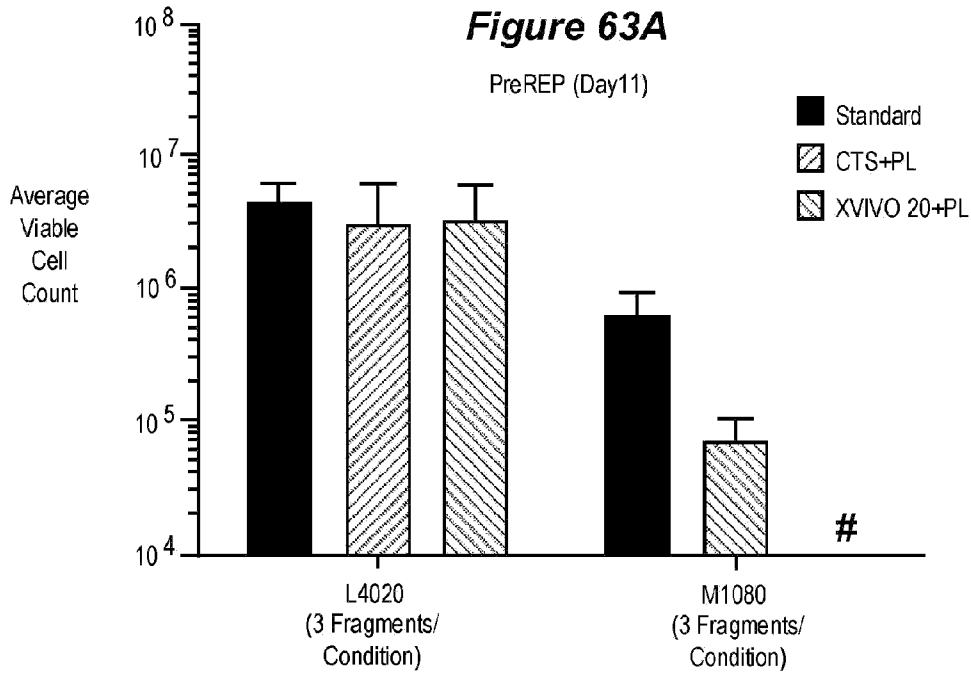 Figure 63A
PreREP (Day11)
Standard
CTS+PL
XVIVO 20+PL
Average
Viable
Cell
Count
10^8
10^7
10^6
10^5
10^4
#
L4020
(3 Fragments/
Condition)
M1080
(3 Fragments/
Condition)